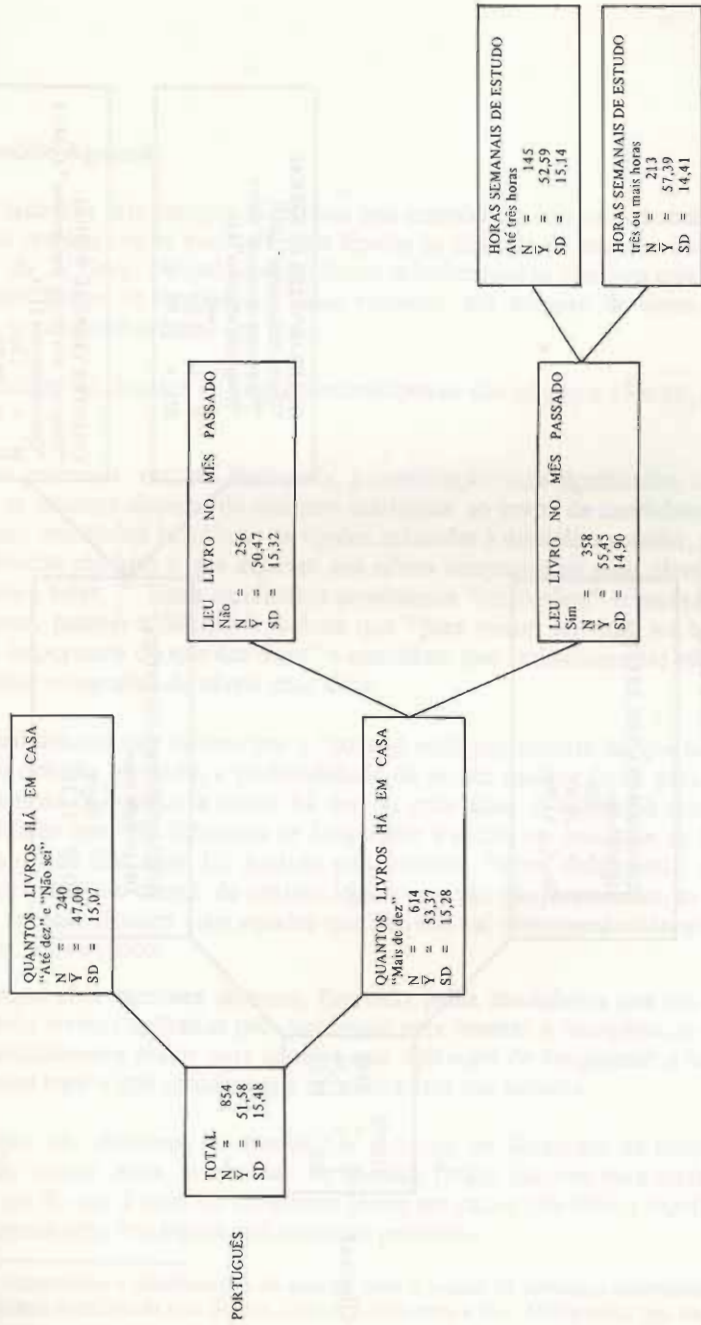 PORTUGUÊS
TOTAL
N = 854
Y̅ = 51,58
SD = 15,48
QUANTOS LIVROS HÁ EM CASA
"Até dez" e "Não sei"
N = 240
Y̅ = 47,00
SD = 15,07
QUANTOS LIVROS HÁ EM CASA
"Mais de dez"
N = 614
Y̅ = 53,37
SD = 15,28
LEU LIVRO NO MÊS PASSADO
Não
N = 256
Y̅ = 50,47
SD = 15,32
LEU LIVRO NO MÊS PASSADO
Sim
N = 358
Y̅ = 55,45
SD = 14,90
HORAS SEMANAIS DE ESTUDO
Até três horas
N = 145
Y̅ = 52,59
SD = 15,14
HORAS SEMANAIS DE ESTUDO
três ou mais horas
N = 213
Y̅ = 57,39
SD = 14,41